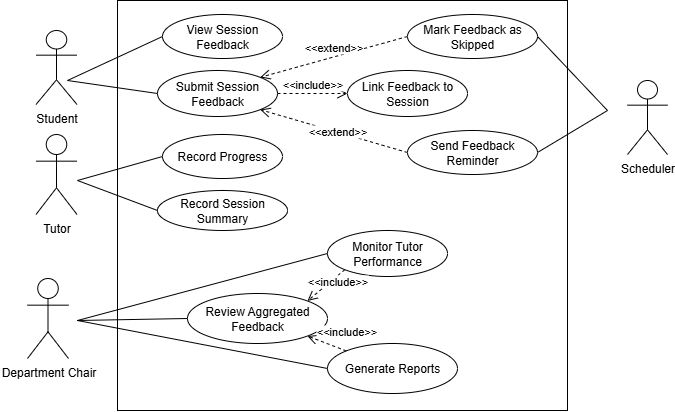 View Session
Feedback
Mark Feedback as
Skipped
<<extend>>
Submit Session
Feedback
<<include>>
Link Feedback to
Session
Student
Scheduler
<<extend>>
Send Feedback
Reminder
Record Progress
Tutor
Record Session
Summary
Monitor Tutor
Performance
<<include>>
Review Aggregated
Feedback
<<include>>
Department Chair
Generate Reports